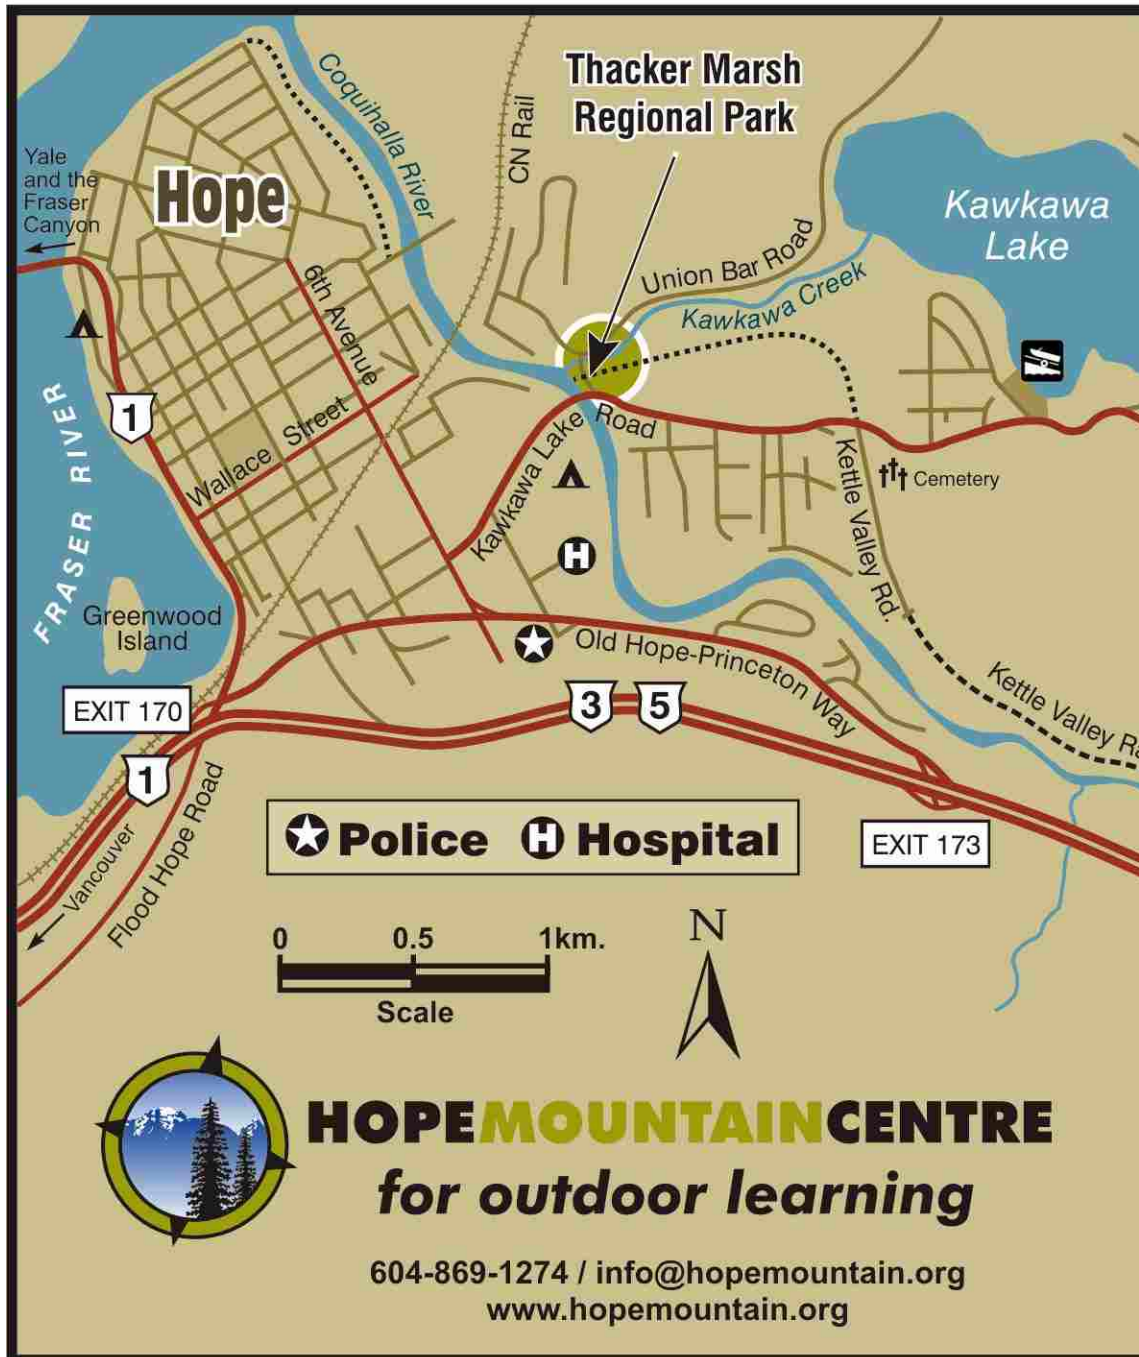 Thacker Marsh
Regional Park
Coquihalla River
CN Rail
Yale
and the
Fraser
Canyon
Hope
Kawkawa
Lake
Union Bar Road
Kawkawa Creek
6th Avenue
1
FRASER RIVER
Wallace Street
Kawkawa Lake Road
Cemetery
Kettle Valley Rd.
H
Greenwood
Island
Old Hope-Princeton Way
EXIT 170
3
5
Kettle Valley Ra
1
Vancouver
Flood Hope Road
Police
H Hospital
EXIT 173
0 0.5 1km.
Scale
N
HOPEMOUNTAINCENTRE
for outdoor learning
604-869-1274 / info@hopemountain.org
www.hopemountain.org